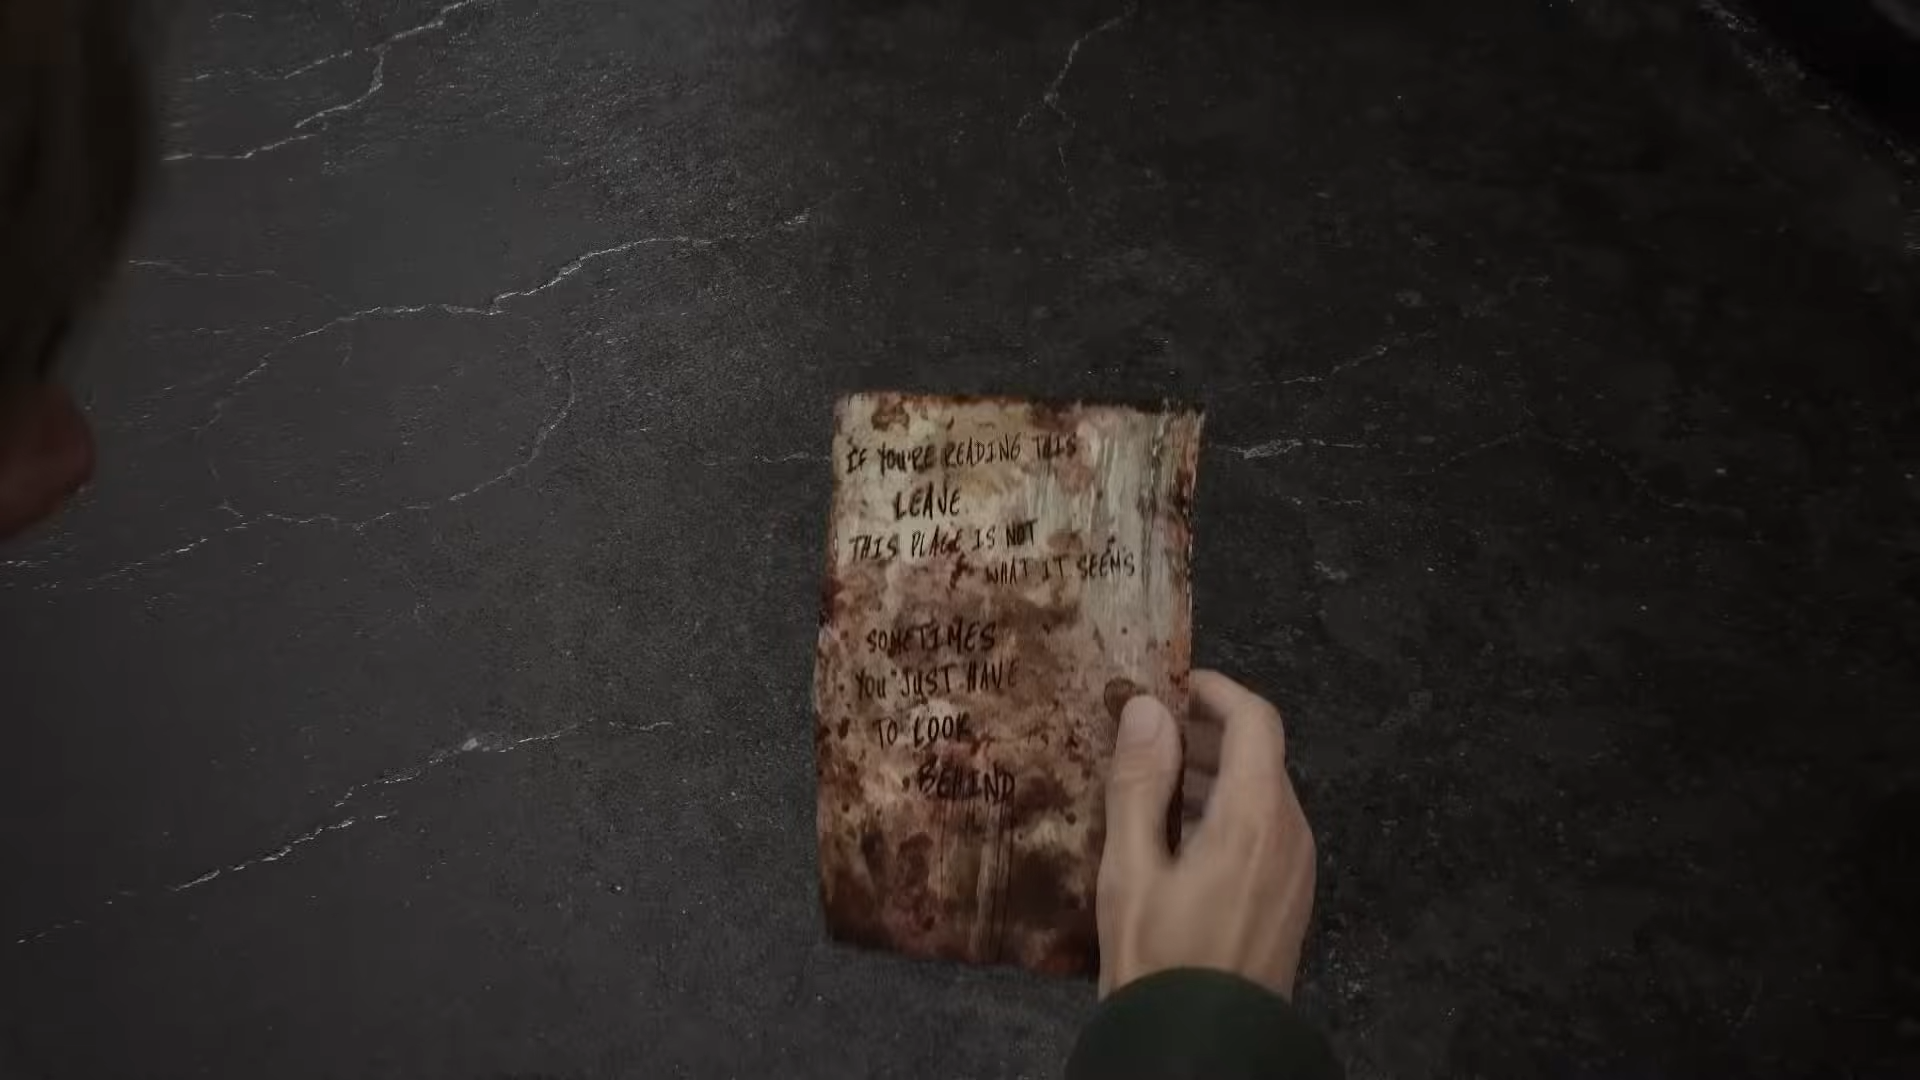 IF YOU'RE READING THIS
LEAVE.
THIS PLACE IS NOT
WHAT IT SEEMS
SOMETIMES
YOU JUST HAVE
TO LOOK
BEHIND